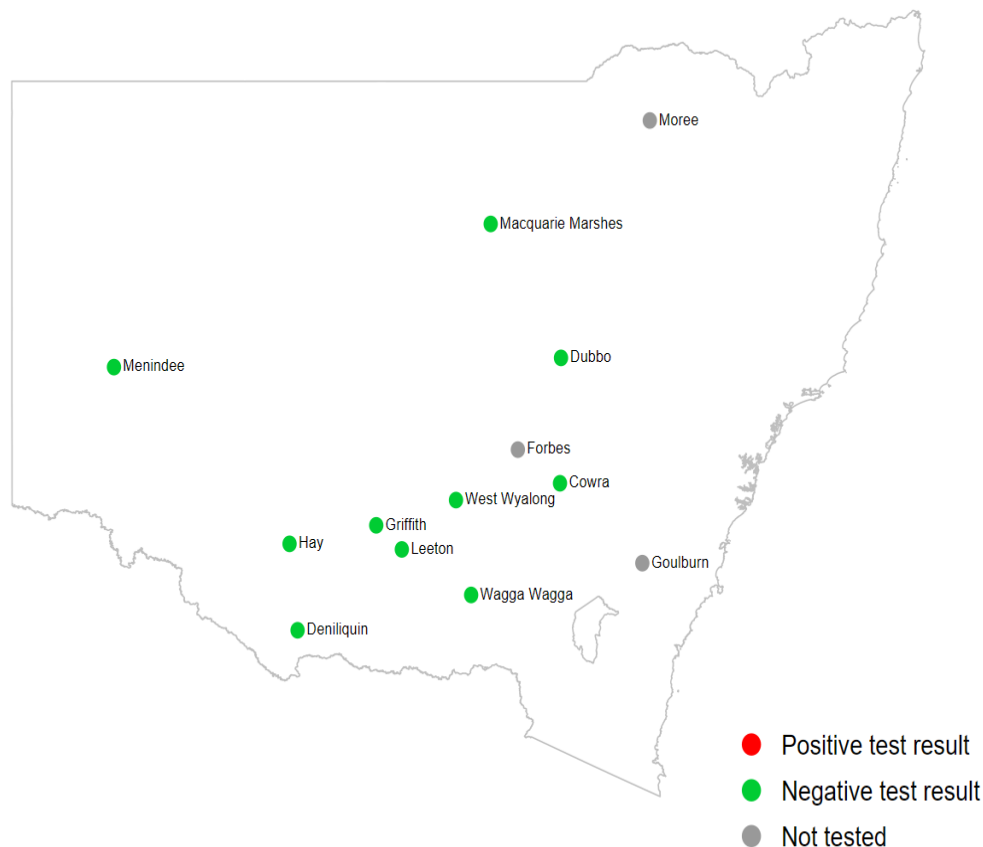 Moree
Macquarie Marshes
Dubbo
Menindee
Forbes
Cowra
West Wyalong
Griffith
Hay
Leeton
Goulburn
Wagga Wagga
Deniliquin
Positive test result
Negative test result
Not tested